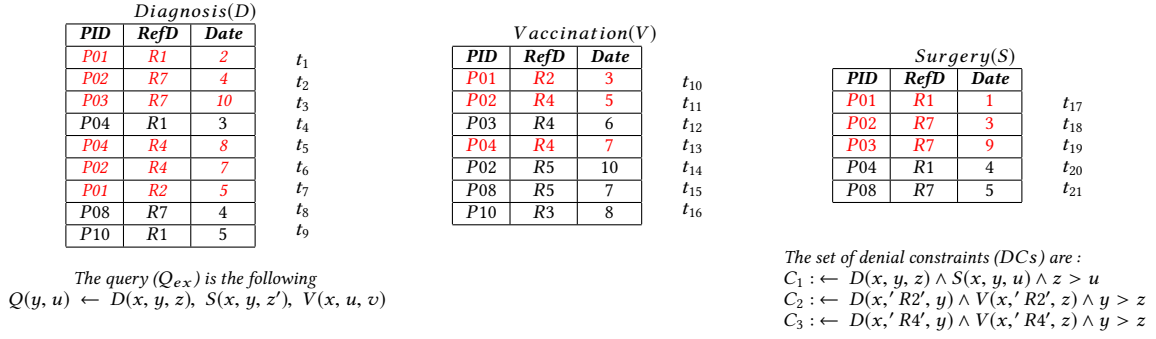 Diagnosis(D)
PID RefD Date
P01 R1 2 t1
P02 R7 4 t2
P03 R7 10 t3
P04 R1 3 t4
P04 R4 8 t5
P02 R4 7 t6
P01 R2 5 t7
P08 R7 4 t8
P10 R1 5 t9
The query (Qex) is the following
Q(y, u) ← D(x, y, z), S(x, y, z′), V(x, u, v)
Vaccination(V)
PID RefD Date
P01 R2 3 t10
P02 R4 5 t11
P03 R4 6 t12
P04 R4 7 t13
P02 R5 10 t14
P08 R5 7 t15
P10 R3 8 t16
Surgery(S)
PID RefD Date
P01 R1 1 t17
P02 R7 3 t18
P03 R7 9 t19
P04 R1 4 t20
P08 R7 5 t21
The set of denial constraints (DCs) are :
C1 :← D(x, y, z) ∧ S(x, y, u) ∧ z > u
C2 :← D(x,′ R2′, y) ∧ V(x,′ R2′, z) ∧ y > z
C3 :← D(x,′ R4′, y) ∧ V(x,′ R4′, z) ∧ y > z